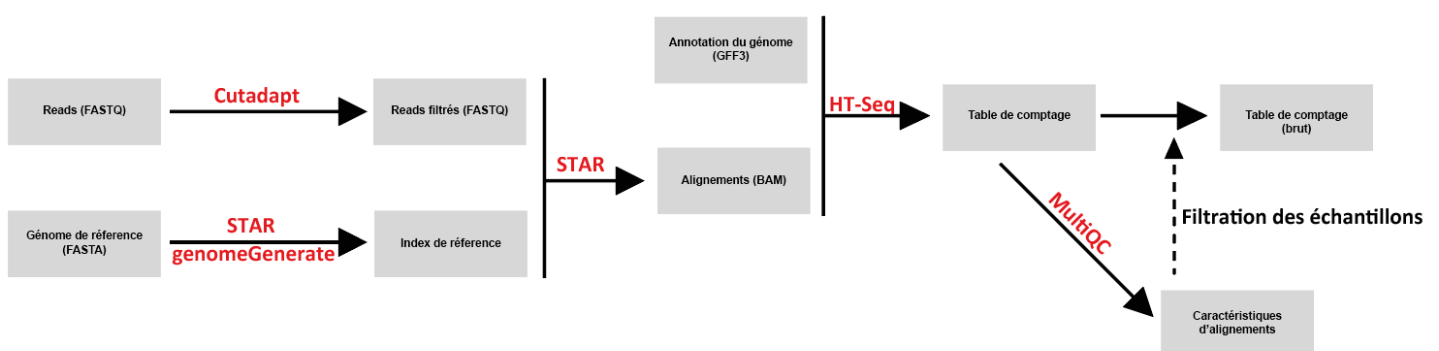 Reads (FASTQ)
Cutadapt
Reads filtrés (FASTQ)
Génome de réference
(FASTA)
STAR
genomeGenerate
Index de réference
STAR
Annotation du génome
(GFF3)
Alignements (BAM)
HT-Seq
Table de comptage
Table de comptage
(brut)
MultiQC
Filtration des échantillons
Caractéristiques
d'alignements